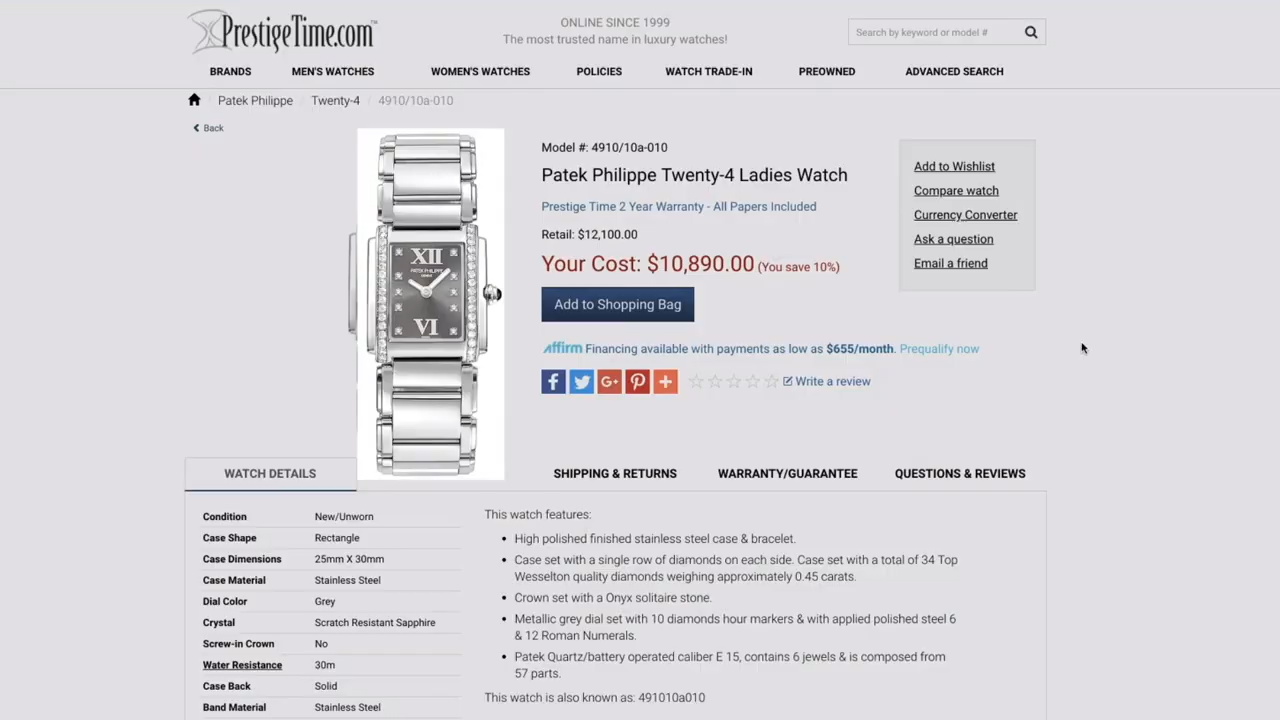 PrestigeTime.com™
ONLINE SINCE 1999
The most trusted name in luxury watches!
Search by keyword or model #
BRANDS
MEN'S WATCHES
WOMEN'S WATCHES
POLICIES
WATCH TRADE-IN
PREOWNED
ADVANCED SEARCH
Patek Philippe / Twenty-4 / 4910/10a-010
Back
XII
PATEK PHILIPPE
GENEVE
VI
Model #: 4910/10a-010
Patek Philippe Twenty-4 Ladies Watch
Prestige Time 2 Year Warranty - All Papers Included
Retail: $12,100.00
Your Cost: $10,890.00 (You save 10%)
Add to Shopping Bag
affirm Financing available with payments as low as $655/month. Prequalify now
Write a review
Add to Wishlist
Compare watch
Currency Converter
Ask a question
Email a friend
WATCH DETAILS
SHIPPING & RETURNS
WARRANTY/GUARANTEE
QUESTIONS & REVIEWS
Condition New/Unworn
Case Shape Rectangle
Case Dimensions 25mm X 30mm
Case Material Stainless Steel
Dial Color Grey
Crystal Scratch Resistant Sapphire
Screw-in Crown No
Water Resistance 30m
Case Back Solid
Band Material Stainless Steel
This watch features:
• High polished finished stainless steel case & bracelet.
• Case set with a single row of diamonds on each side. Case set with a total of 34 Top
Wesselton quality diamonds weighing approximately 0.45 carats.
• Crown set with a Onyx solitaire stone.
• Metallic grey dial set with 10 diamonds hour markers & with applied polished steel 6
& 12 Roman Numerals.
• Patek Quartz/battery operated caliber E 15, contains 6 jewels & is composed from
57 parts.
This watch is also known as: 491010a010